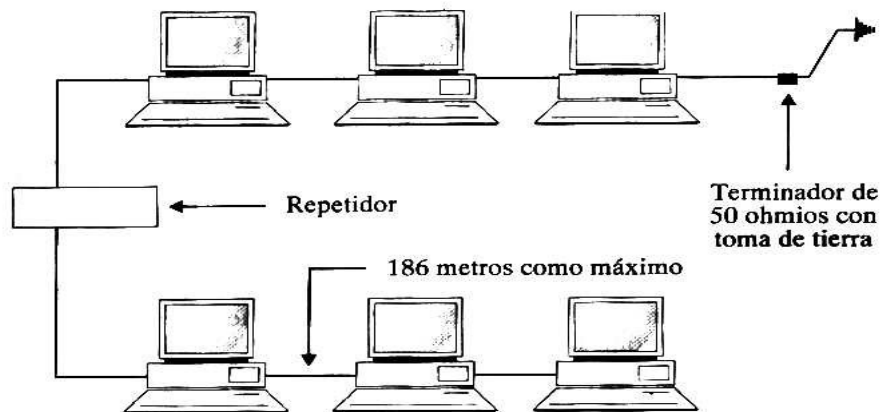 Repetidor
Terminador de
50 ohmios con
toma de tierra
186 metros como máximo